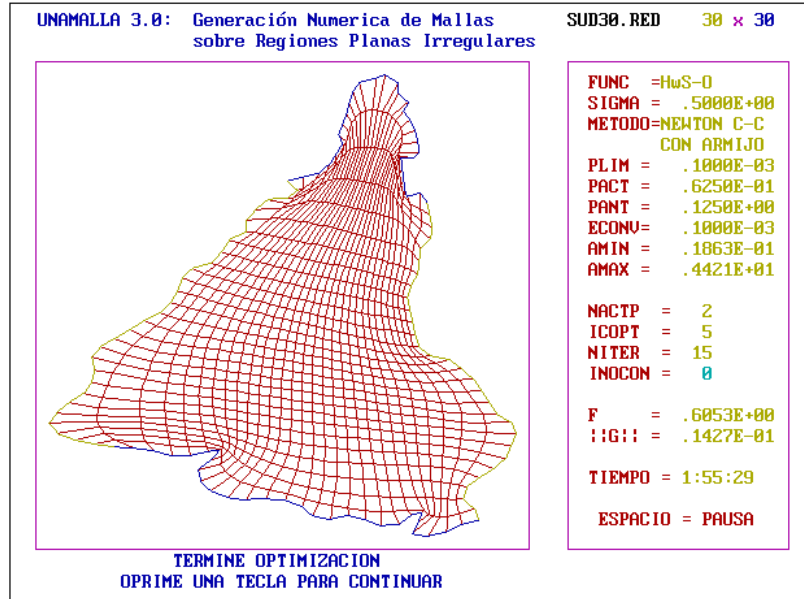 UNAMALLA 3.0: Generación Numerica de Mallas
sobre Regiones Planas Irregulares
SUD30.RED 30 x 30
FUNC =HwS-O
SIGMA = .5000E+00
METODO=NEWTON C-C
CON ARMIJO
PLIM = .1000E-03
PACT = .6250E-01
PANT = .1250E+00
ECONV= .1000E-03
AMIN = .1863E-01
AMAX = .4421E+01
NACTP = 2
ICOPT = 5
NITER = 15
INOCON = 0
F = .6053E+00
¦¦G¦¦ = .1427E-01
TIEMPO = 1:55:29
ESPACIO = PAUSA
TERMINE OPTIMIZACION
OPRIME UNA TECLA PARA CONTINUAR